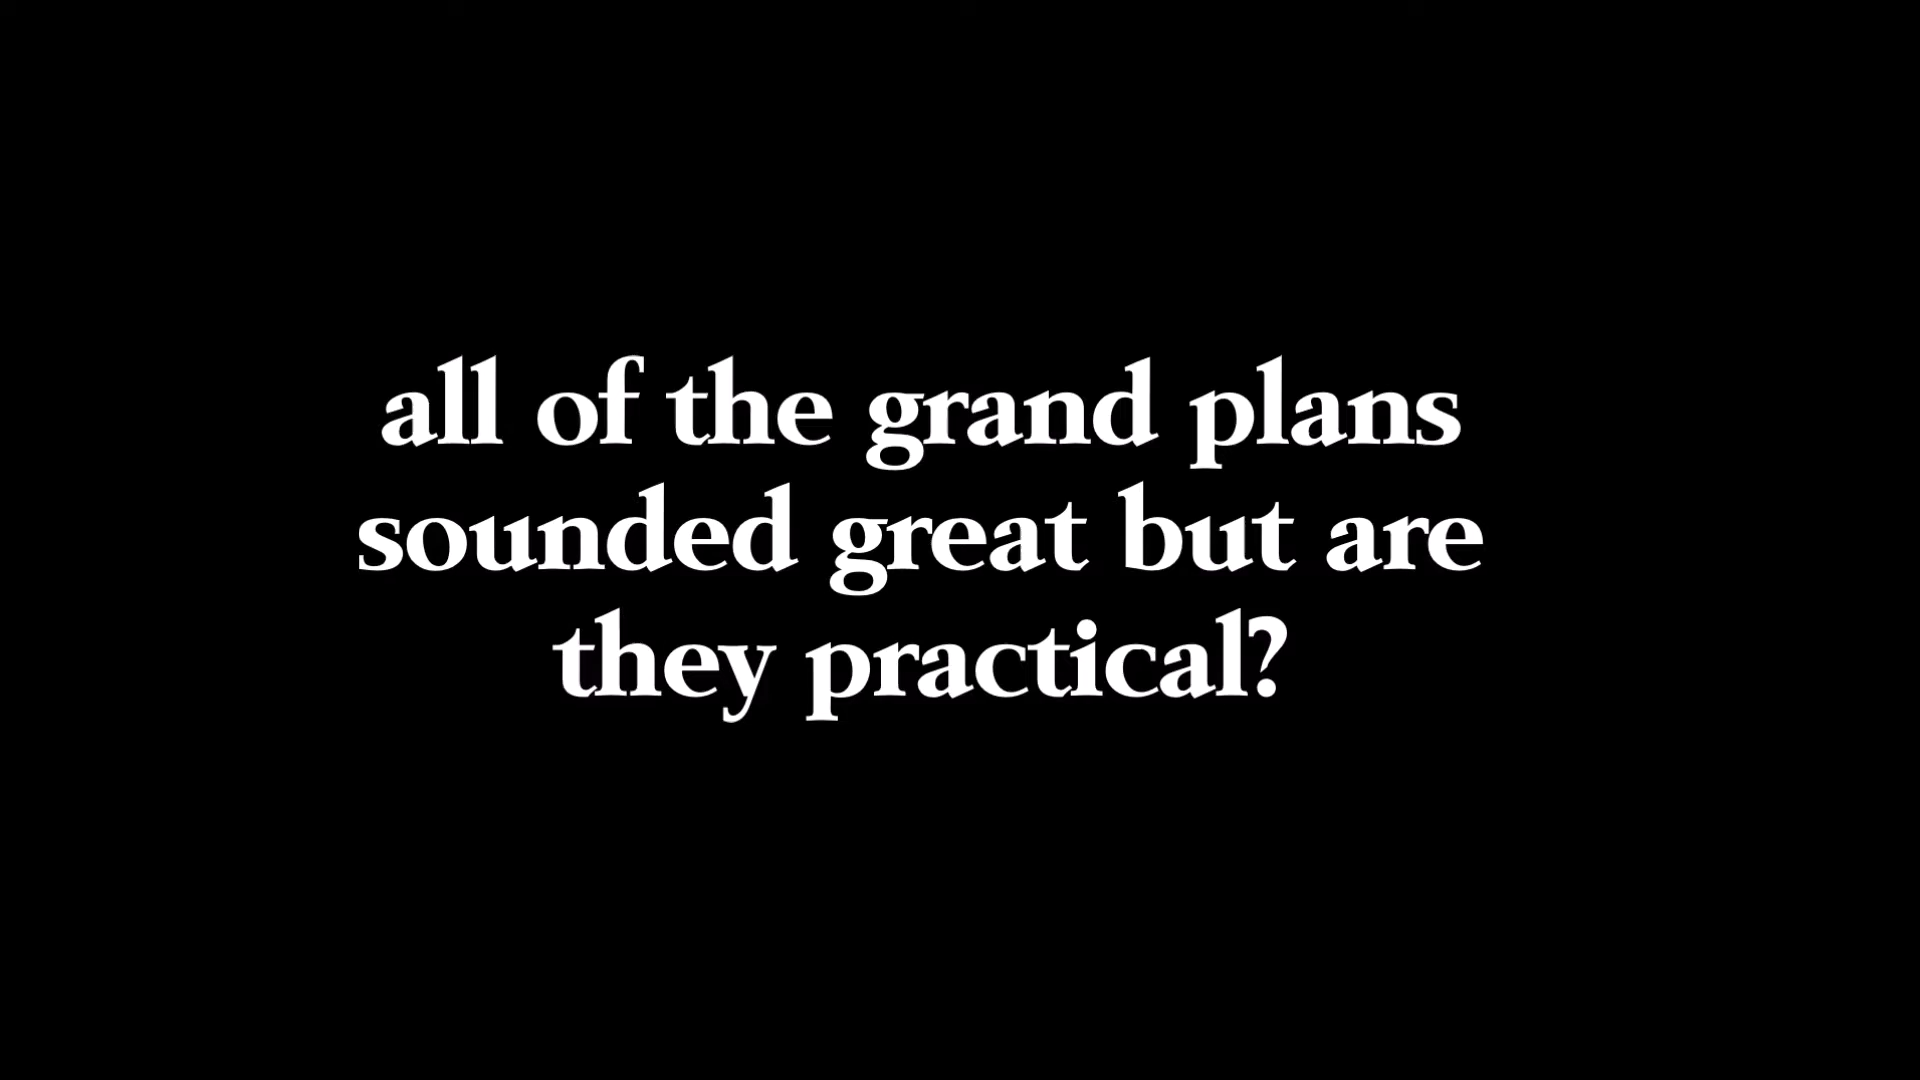 all of the grand plans
sounded great but are
they practical?